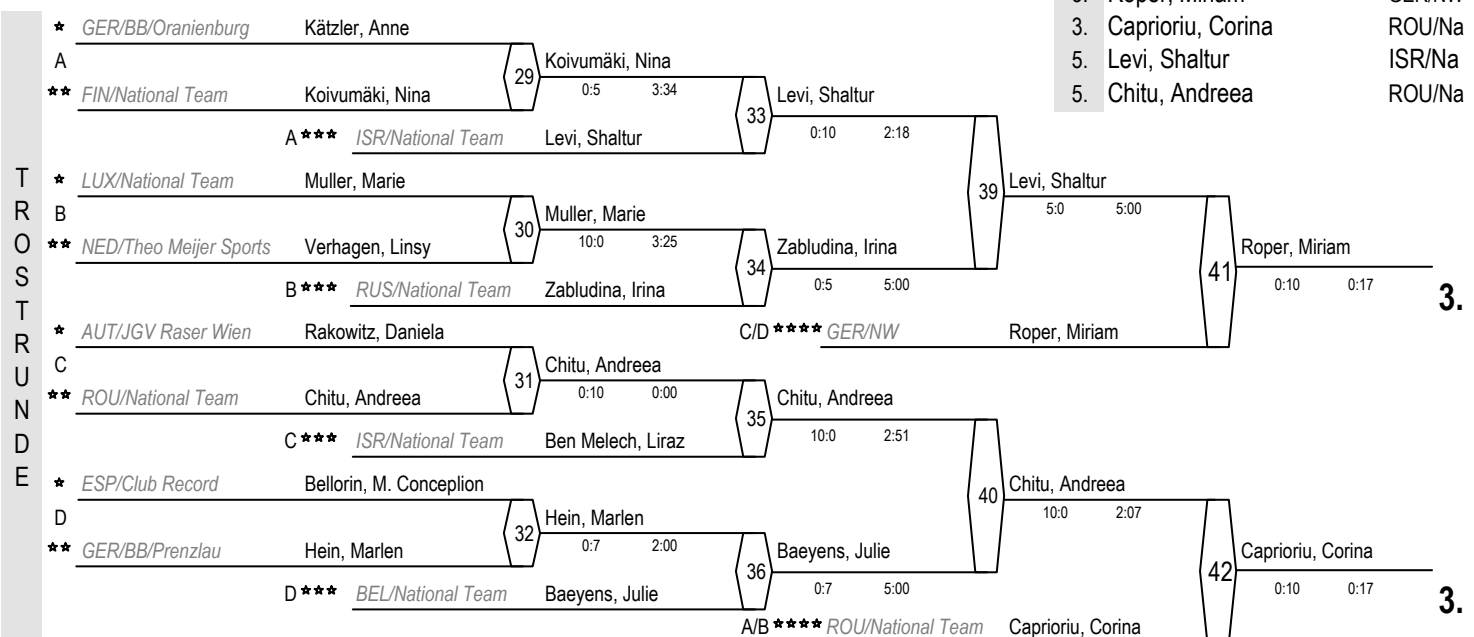 3. Roper, Miriam GER/NW
3. Caprioriu, Corina ROU/Na
5. Levi, Shaltur ISR/Na
5. Chitu, Andreea ROU/Na
TROSTRUNDE
* GER/BB/Oranienburg Kätzler, Anne
A
29
Koivumäki, Nina
0:5 3:34
** FIN/National Team Koivumäki, Nina
33
Levi, Shaltur
0:10 2:18
A *** ISR/National Team Levi, Shaltur
* LUX/National Team Muller, Marie
39
Levi, Shaltur
5:0 5:00
B
30
Muller, Marie
10:0 3:25
** NED/Theo Meijer Sports Verhagen, Linsy
34
Zabludina, Irina
0:5 5:00
41
Roper, Miriam
0:10 0:17
3.
B *** RUS/National Team Zabludina, Irina
* AUT/JGV Raser Wien Rakowitz, Daniela
C/D **** GER/NW Roper, Miriam
C
31
Chitu, Andreea
0:10 0:00
** ROU/National Team Chitu, Andreea
35
Chitu, Andreea
10:0 2:51
C *** ISR/National Team Ben Melech, Liraz
* ESP/Club Record Bellorin, M. Conceplion
40
Chitu, Andreea
10:0 2:07
D
32
Hein, Marlen
0:7 2:00
** GER/BB/Prenzlau Hein, Marlen
36
Baeyens, Julie
0:7 5:00
42
Caprioriu, Corina
0:10 0:17
3.
D *** BEL/National Team Baeyens, Julie
A/B **** ROU/National Team Caprioriu, Corina